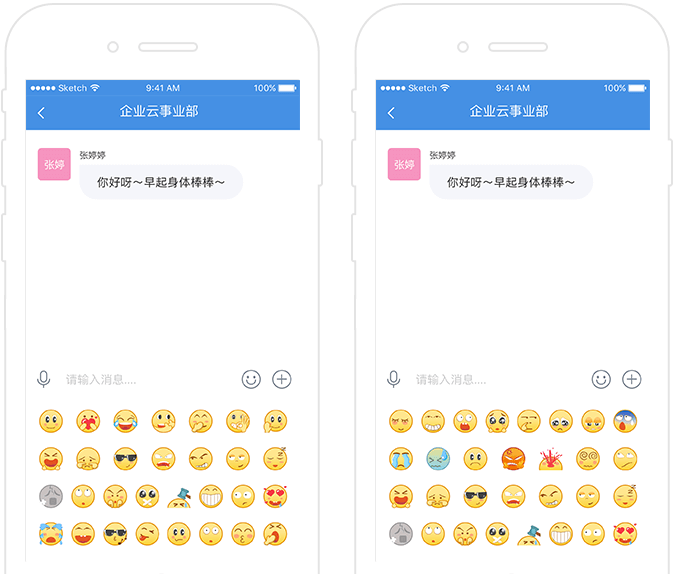 Sketch 9:41 AM 100%
企业云事业部
张婷婷
张婷
你好呀～早起身体棒棒～
请输入消息....
Sketch 9:41 AM 100%
企业云事业部
张婷婷
张婷
你好呀～早起身体棒棒～
请输入消息....